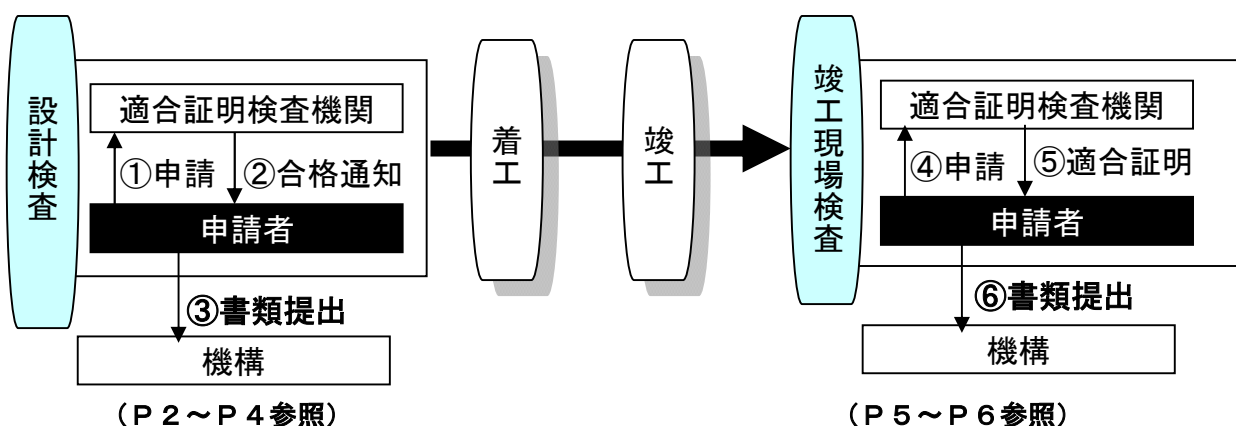 設計検査
適合証明検査機関
①申請
②合格通知
申請者
③書類提出
機構
（Ｐ２～Ｐ４参照）
着工
竣工
竣工現場検査
適合証明検査機関
④申請
⑤適合証明
申請者
⑥書類提出
機構
（Ｐ５～Ｐ６参照）